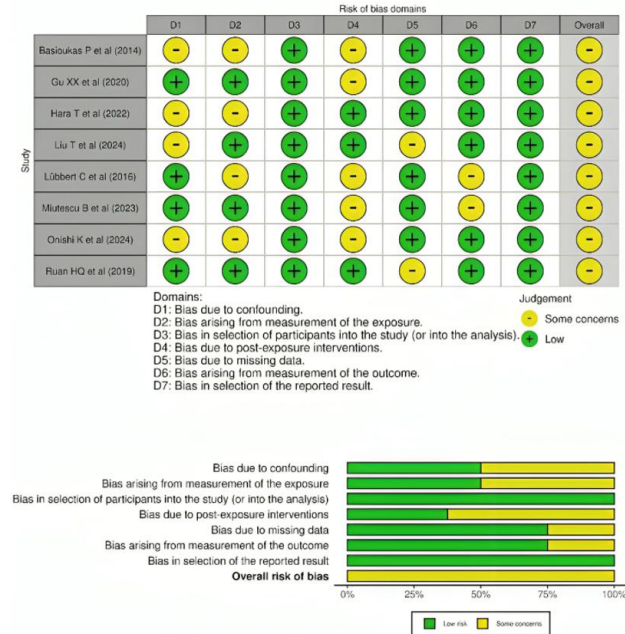 Risk of bias domains
D1 D2 D3 D4 D5 D6 D7 Overall
Study
Basioukas P et al (2014) - - + - + + + -
Gu XX et al (2020) + + + - + + + -
Hara T et al (2022) - - + + + + + -
Liu T et al (2024) - + + + - + + -
Lübbert C et al (2016) + - + - + - + -
Miutescu B et al (2023) + + + - + - + -
Onishi K et al (2024) - - + - + + + -
Ruan HQ et al (2019) + + + + - + + -
Domains:
D1: Bias due to confounding.
D2: Bias arising from measurement of the exposure.
D3: Bias in selection of participants into the study (or into the analysis).
D4: Bias due to post-exposure interventions.
D5: Bias due to missing data.
D6: Bias arising from measurement of the outcome.
D7: Bias in selection of the reported result.
Judgement
- Some concerns
+ Low
Bias due to confounding
Bias arising from measurement of the exposure
Bias in selection of participants into the study (or into the analysis)
Bias due to post-exposure interventions
Bias due to missing data
Bias arising from measurement of the outcome
Bias in selection of the reported result
Overall risk of bias
0% 25% 50% 75% 100%
Low risk Some concerns